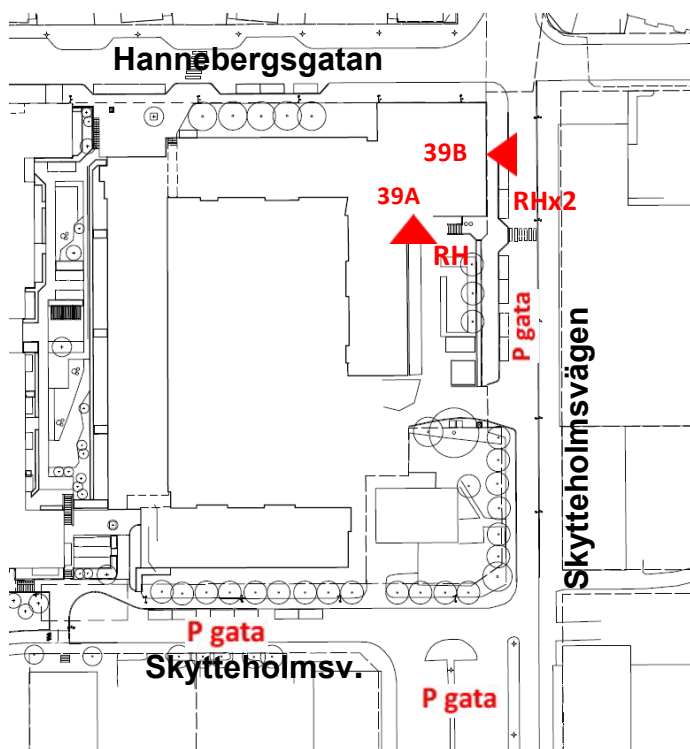 Hannebergsgatan
39B
39A
RHx2
RH
P gata
Skytteholmsvägen
P gata
Skytteholmsv.
P gata